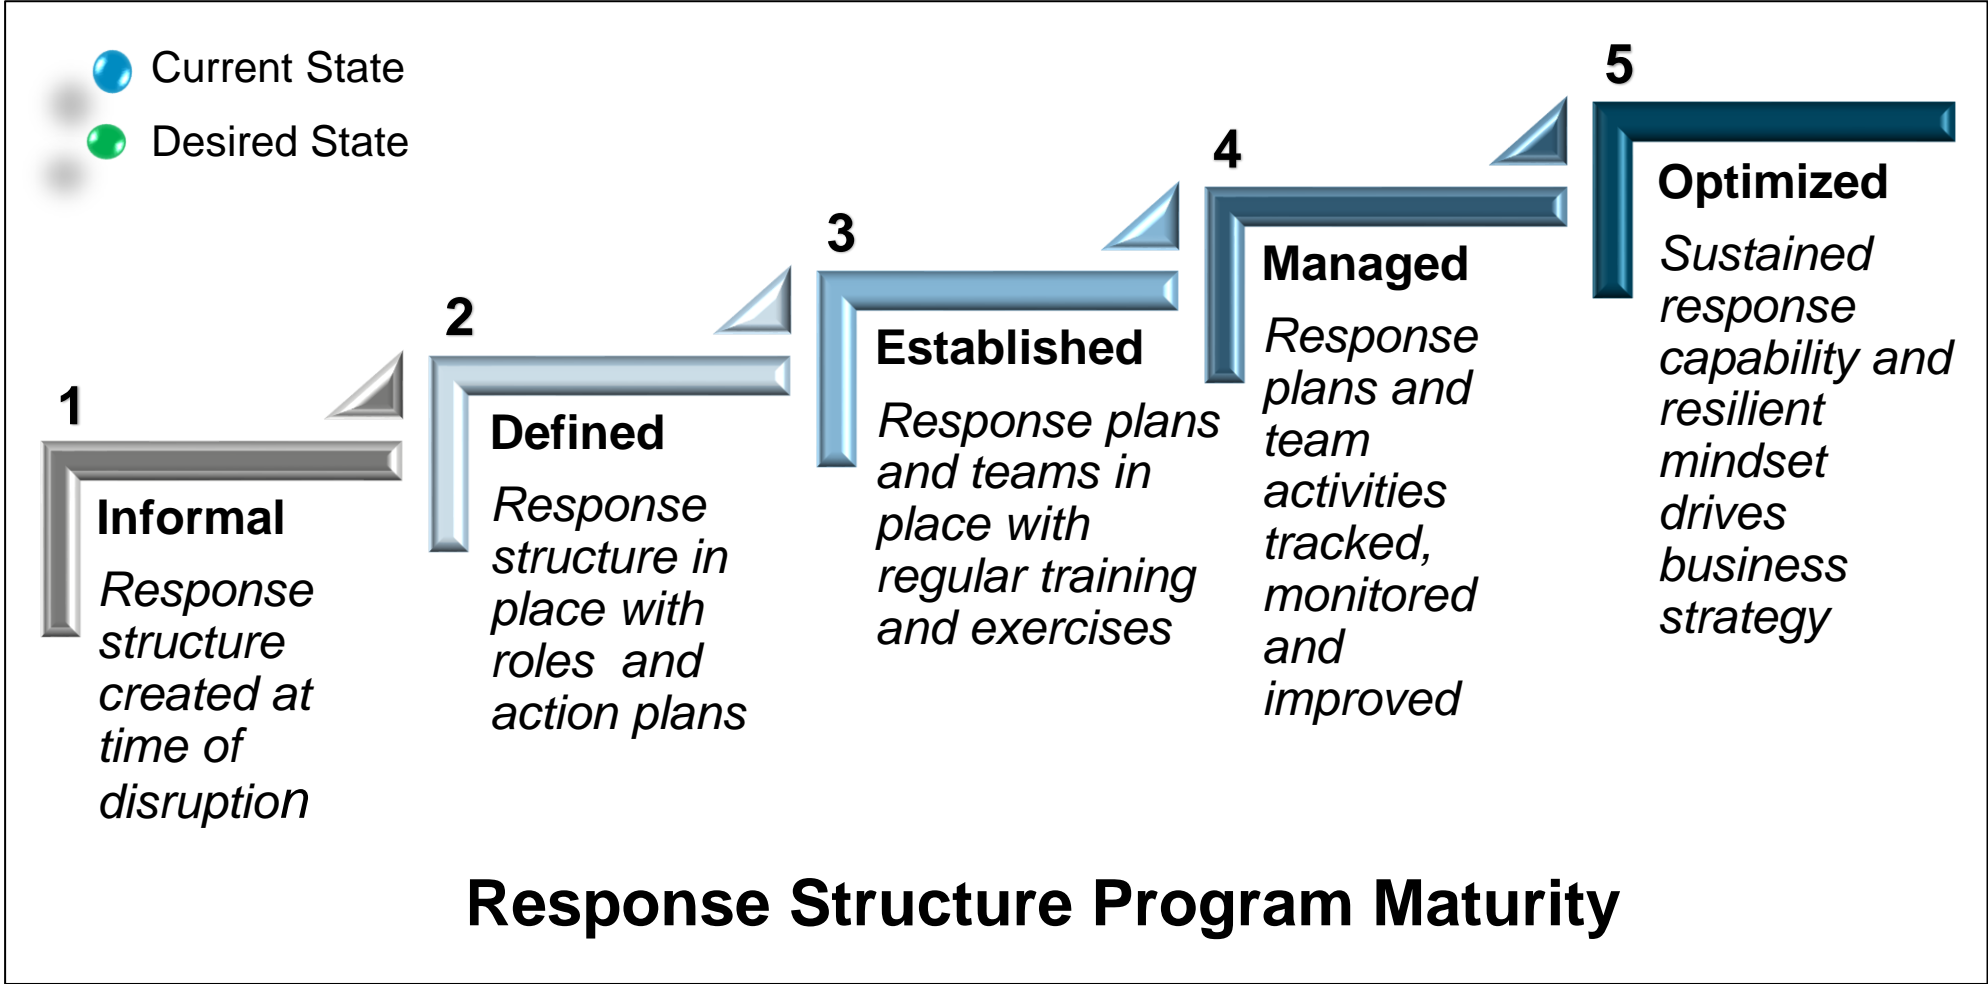 Current State
Desired State
1
Informal
Response
structure
created at
time of
disruption
2
Defined
Response
structure in
place with
roles  and
action plans
3
Established
Response plans
and teams in
place with
regular training
and exercises
4
Managed
Response
plans and
team
activities
tracked,
monitored
and
improved
5
Optimized
Sustained
response
capability and
resilient
mindset
drives
business
strategy
Response Structure Program Maturity